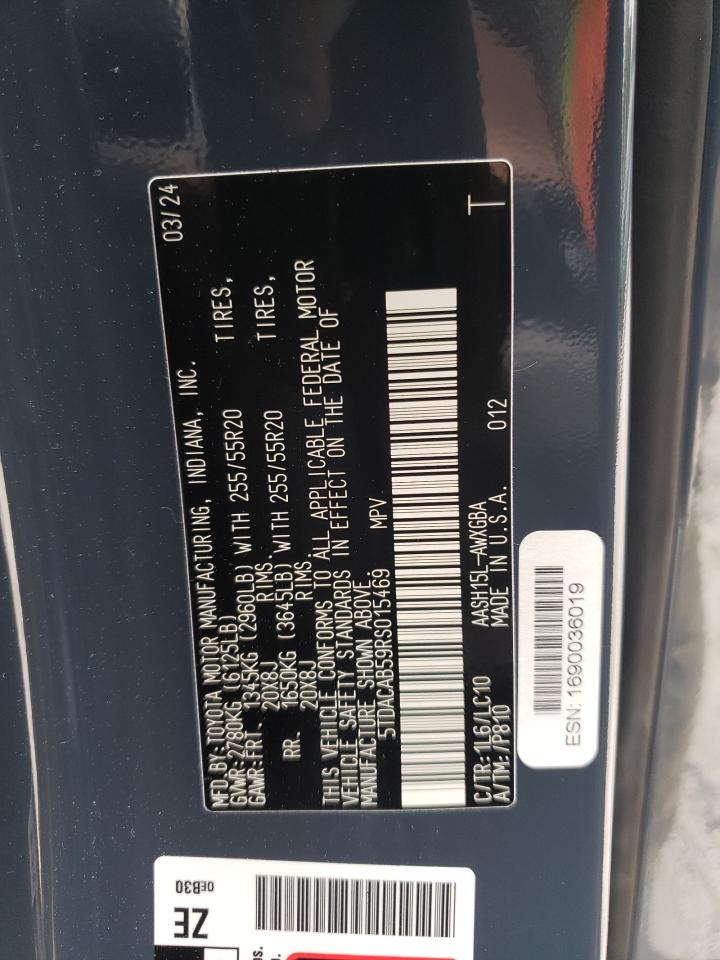 MFD.BY:TOYOTA MOTOR MANUFACTURING, INDIANA, INC. 03/24
GVWR:2780KG (6125LB)
GAWR:FRT 1345KG (2960LB) WITH 255/55R20 TIRES,
20X8J RIMS.
RR. 1650KG (3645LB) WITH 255/55R20 TIRES,
20X8J RIMS
THIS VEHICLE CONFORMS TO ALL APPLICABLE FEDERAL MOTOR
VEHICLE SAFETY STANDARDS IN EFFECT ON THE DATE OF
MANUFACTURE SHOWN ABOVE.
5TDACAB59RS015469 MPV
C/TR:1L6/LC10 AASH15L-AWXGBA
A/TM:/P810 MADE IN U.S.A. 012 T
ESN: 1690036019
ZE
0EB30